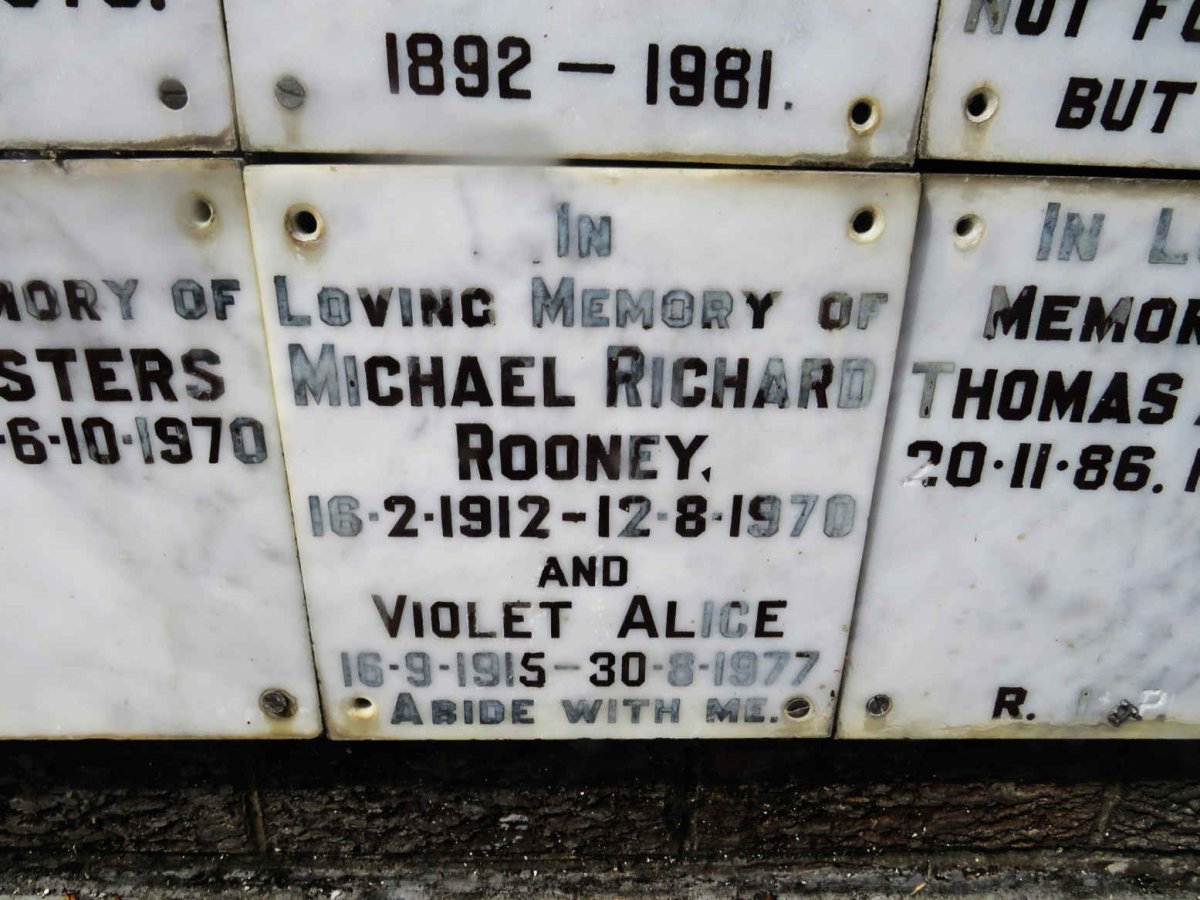 1892 — 1981.
NOT
BUT
MORY OF
STERS
6·10·1970
IN
LOVING MEMORY OF
MICHAEL RICHARD
ROONEY,
16·2·1912–12·8·1970
AND
VIOLET ALICE
16·9·1915–30·8·1977
ABIDE WITH ME.
IN
MEMORY
THOMAS
20·11·86.
R. I. P.